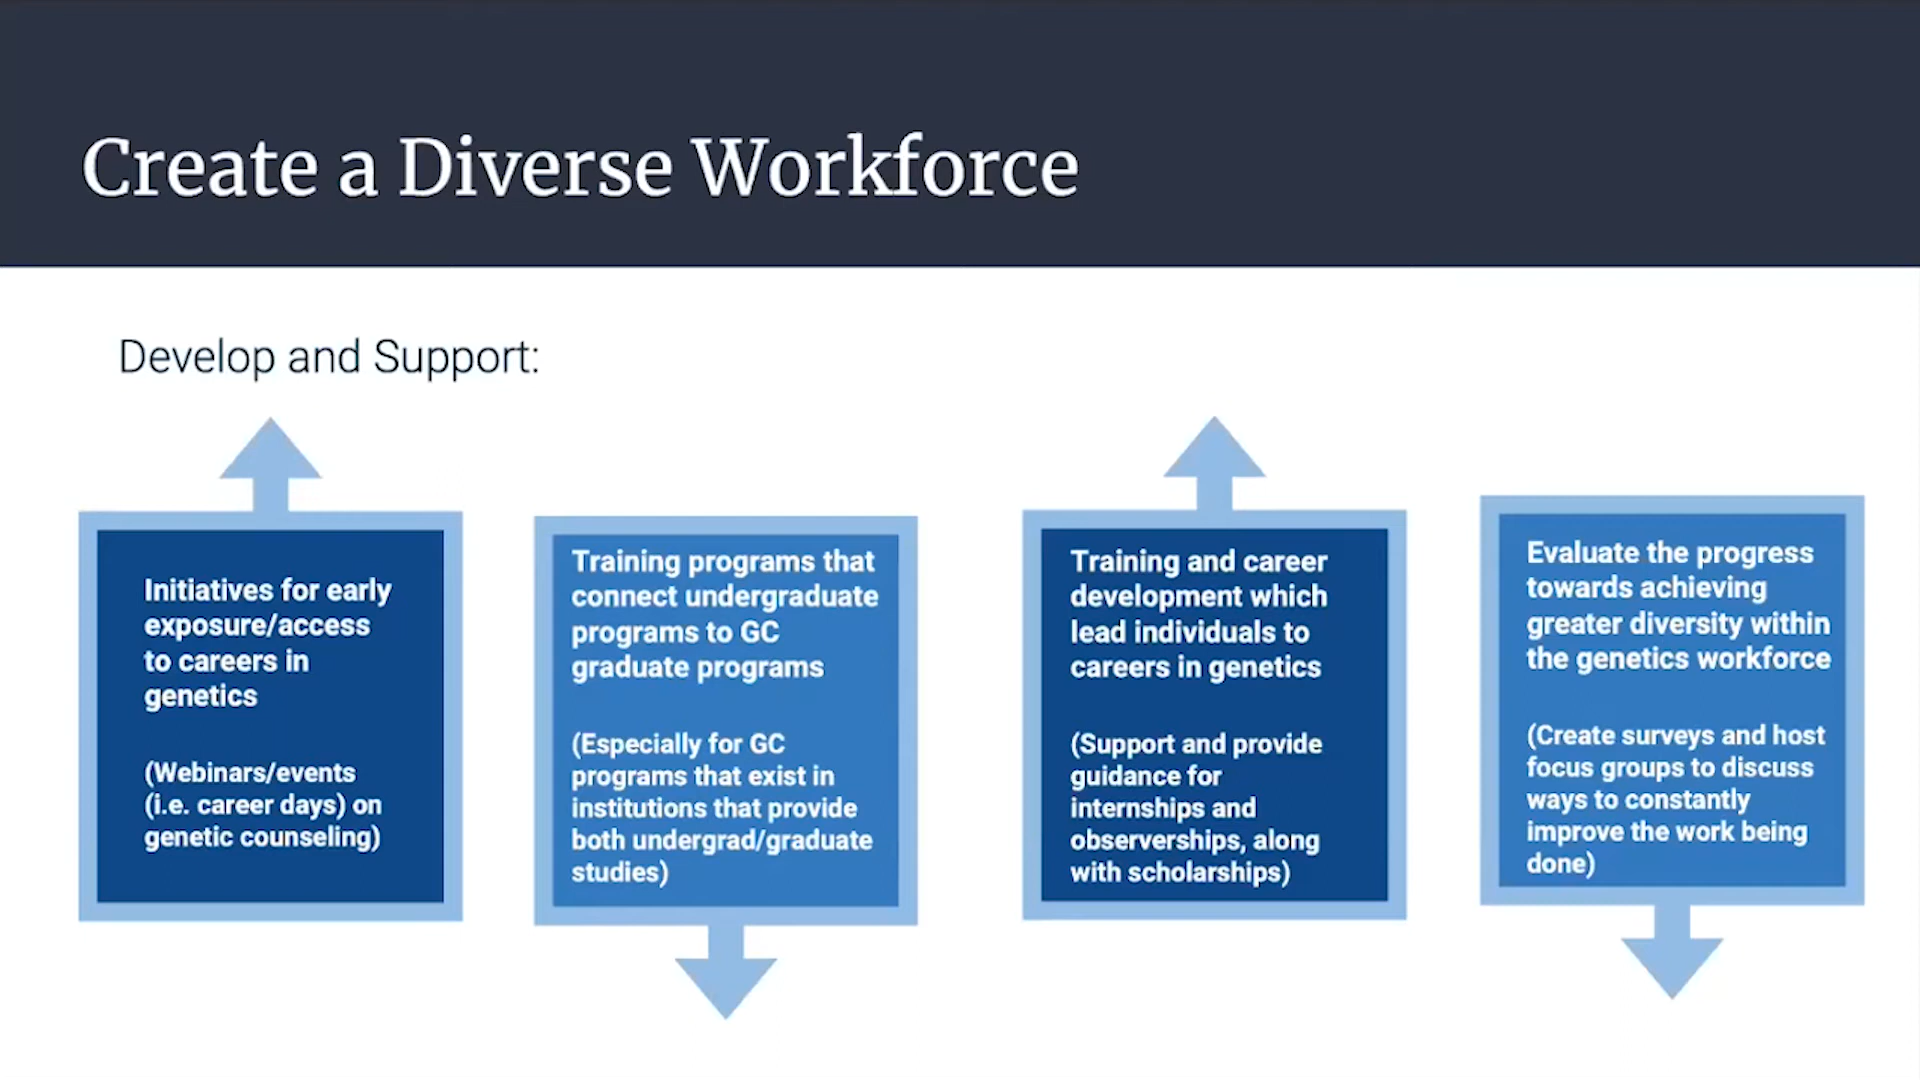 Create a Diverse Workforce
Develop and Support:
Initiatives for early
exposure/access
to careers in
genetics
(Webinars/events
(i.e. career days) on
genetic counseling)
Training programs that
connect undergraduate
programs to GC
graduate programs
(Especially for GC
programs that exist in
institutions that provide
both undergrad/graduate
studies)
Training and career
development which
lead individuals to
careers in genetics
(Support and provide
guidance for
internships and
observerships, along
with scholarships)
Evaluate the progress
towards achieving
greater diversity within
the genetics workforce
(Create surveys and host
focus groups to discuss
ways to constantly
improve the work being
done)